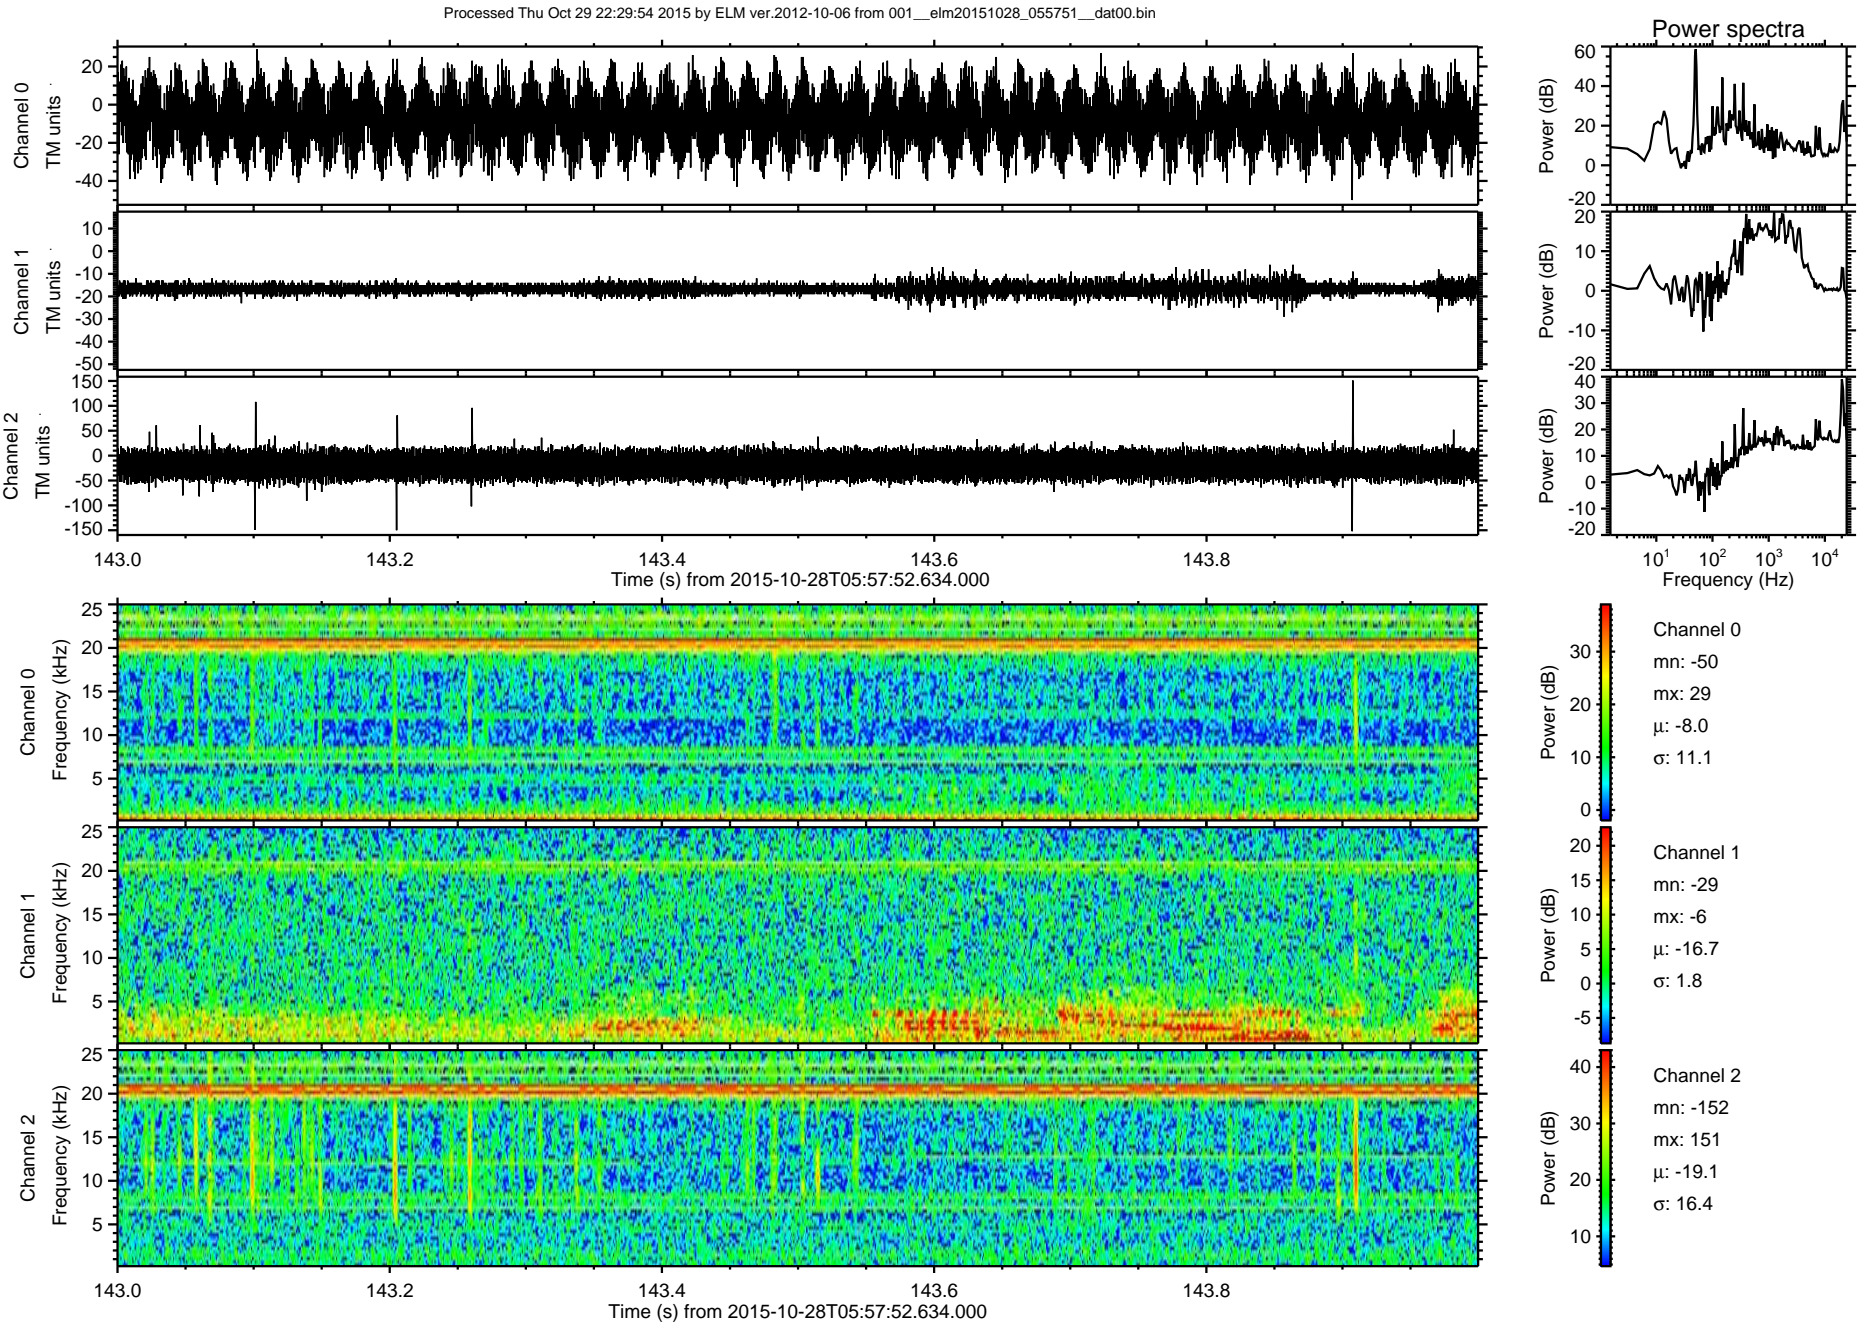 Processed Thu Oct 29 22:29:54 2015 by ELM ver.2012-10-06 from 001__elm20151028_055751__dat00.bin
Power spectra
Channel 0
TM units
20
0
-20
-40
Power (dB)
60
40
20
0
-20
Channel 1
TM units
10
0
-10
-20
-30
-40
-50
Power (dB)
20
10
0
-10
-20
Channel 2
TM units
150
100
50
0
-50
-100
-150
Power (dB)
40
30
20
10
0
-10
-20
143.0
143.2
143.4
143.6
143.8
Time (s) from 2015-10-28T05:57:52.634.000
10¹
10²
10³
10⁴
Frequency (Hz)
Channel 0
Frequency (kHz)
25
20
15
10
5
Power (dB)
30
20
10
0
Channel 0
mn: -50
mx: 29
μ: -8.0
σ: 11.1
Channel 1
Frequency (kHz)
25
20
15
10
5
Power (dB)
20
15
10
5
0
-5
Channel 1
mn: -29
mx: -6
μ: -16.7
σ: 1.8
Channel 2
Frequency (kHz)
25
20
15
10
5
Power (dB)
40
30
20
10
Channel 2
mn: -152
mx: 151
μ: -19.1
σ: 16.4
143.0
143.2
143.4
143.6
143.8
Time (s) from 2015-10-28T05:57:52.634.000